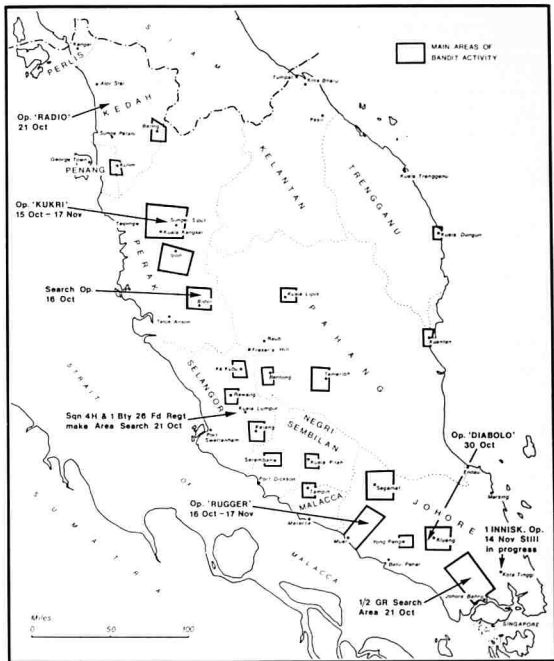 MAIN AREAS OF
BANDIT ACTIVITY
Kangar
PERLIS
SIAM
Alor Star
KEDAH
Tumpat
Kota Bharu
Op. 'RADIO'
21 Oct
Sungei Patani
Baling
Pasir
George Town
PENANG
Kulim
KELANTAN
TRENGGANU
Kuala Trengganu
Op. 'KUKRI'
15 Oct – 17 Nov
Taiping
Sungei Siput
Kuala Kangsar
Kuala Dungun
PERAK
Ipoh
Search Op.
16 Oct
Bidor
Kuala Lipis
Telok Anson
PAHANG
Kuantan
Raub
Fraser's Hill
STRAIT
SELANGOR
KB Kubu
Bentong
Temerloh
Rawang
Kuala Lumpur
Sqn 4H & 1 Bty 26 Fd Regt
make Area Search 21 Oct
NEGRI
SEMBILAN
Port
Swettenham
Kajang
Op. 'DIABOLO'
30 Oct
Seremban
Kuala Pilah
Endau
OF
Port Dickson
Tampin
Segamat
Mersing
MALACCA
JOHORE
Op. 'RUGGER'
16 Oct – 17 Nov
Malacca
1 INNISK. Op.
14 Nov Still
in progress
SUMATRA
Muar
Yong Peng
Kluang
MALACCA
Batu Pahat
Kota Tinggi
Miles
1/2 GR Search
Area 21 Oct
Johore Bahru
0
50
100
SINGAPORE